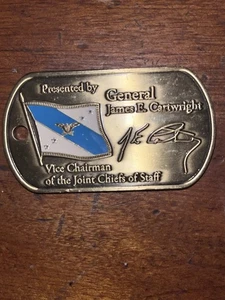 Presented by
General
James E. Cartwright
Vice Chairman
of the Joint Chiefs of Staff